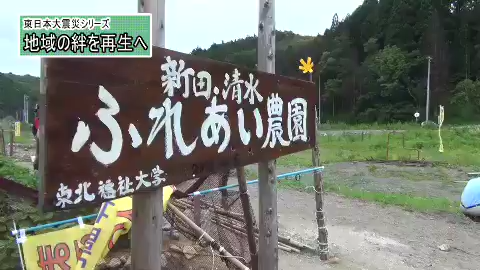 東日本大震災シリーズ
地域の絆を再生へ
新田・清水
ふれあい農園
東北福祉大学